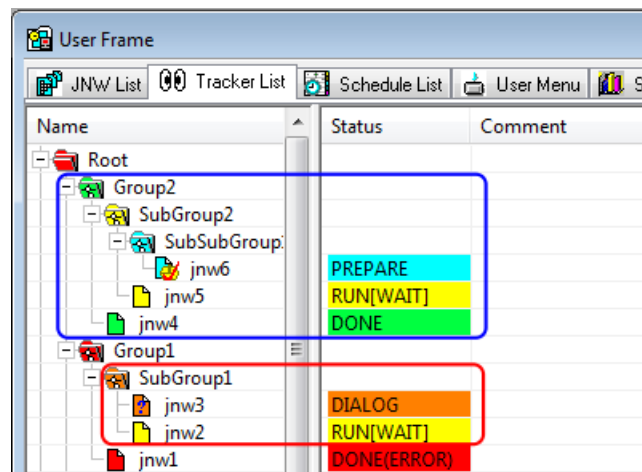 User Frame
JNW List Tracker List Schedule List User Menu S
Name Status Comment
Root
Group2
SubGroup2
SubSubGroup
jnw6 PREPARE
jnw5 RUN[WAIT]
jnw4 DONE
Group1
SubGroup1
jnw3 DIALOG
jnw2 RUN[WAIT]
jnw1 DONE(ERROR)